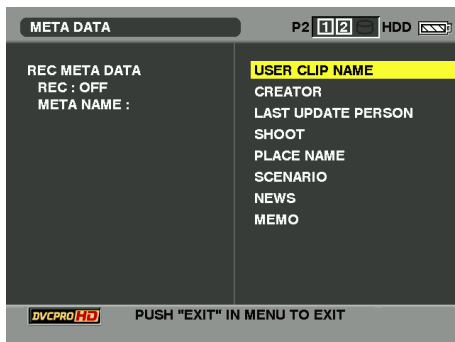 META DATA
P2 1 2 HDD
REC META DATA
REC : OFF
META NAME :
USER CLIP NAME
CREATOR
LAST UPDATE PERSON
SHOOT
PLACE NAME
SCENARIO
NEWS
MEMO
DVCPRO HD
PUSH "EXIT" IN MENU TO EXIT